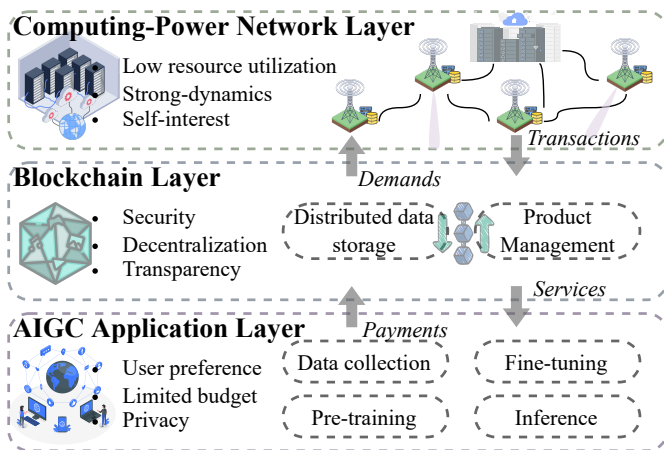 Computing-Power Network Layer
• Low resource utilization
• Strong-dynamics
• Self-interest
Transactions
Demands
Blockchain Layer
• Security
• Decentralization
• Transparency
Distributed data
storage
Product
Management
Services
Payments
AIGC Application Layer
• User preference
• Limited budget
• Privacy
Data collection
Fine-tuning
Pre-training
Inference